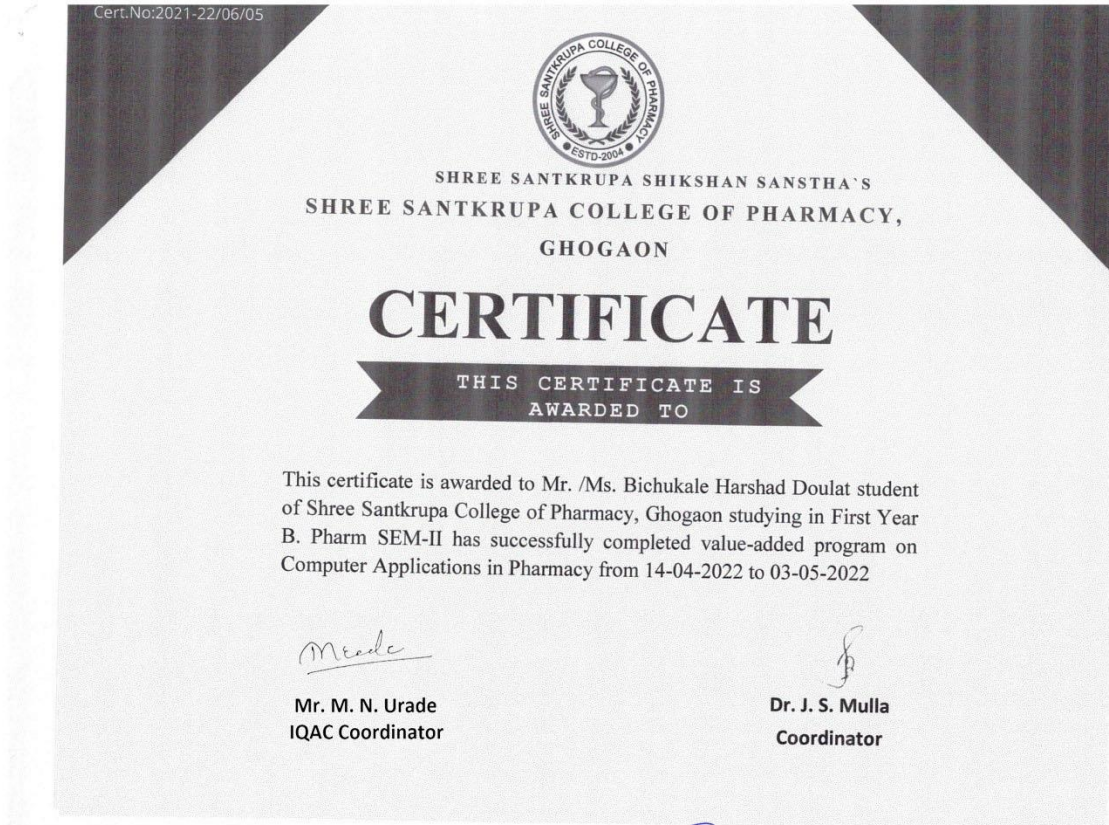 Cert.No:2021-22/06/05
SHREE SANTKRUPA COLLEGE OF PHARMACY
ESTD-2004
SHREE SANTKRUPA SHIKSHAN SANSTHA`S
SHREE SANTKRUPA COLLEGE OF PHARMACY,
GHOGAON
CERTIFICATE
THIS CERTIFICATE IS
AWARDED TO
This certificate is awarded to Mr. /Ms. Bichukale Harshad Doulat student
of Shree Santkrupa College of Pharmacy, Ghogaon studying in First Year
B. Pharm SEM-II has successfully completed value-added program on
Computer Applications in Pharmacy from 14-04-2022 to 03-05-2022
Mr. M. N. Urade
IQAC Coordinator
Dr. J. S. Mulla
Coordinator